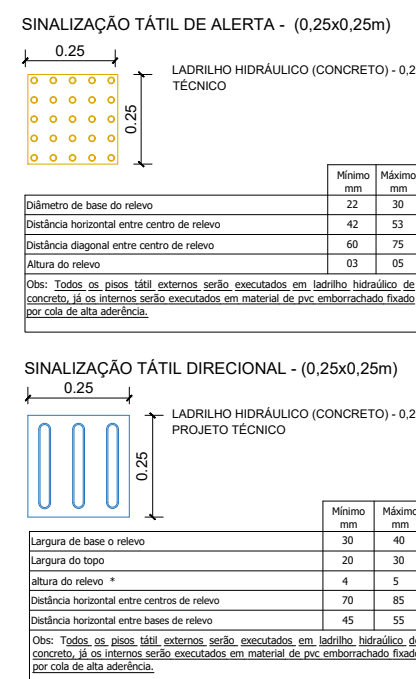 SINALIZAÇÃO TÁTIL DE ALERTA - (0,25x0,25m)
0.25
LADRILHO HIDRÁULICO (CONCRETO) - 0,2
TÉCNICO
0.25
Mínimo mm Máximo mm
Diâmetro de base do relevo 22 30
Distância horizontal entre centro de relevo 42 53
Distância diagonal entre centro de relevo 60 75
Altura do relevo 03 05
Obs: Todos os pisos tátil externos serão executados em ladrilho hidraúlico de
concreto, já os internos serão executados em material de pvc emborrachado fixado
por cola de alta aderência.
SINALIZAÇÃO TÁTIL DIRECIONAL - (0,25x0,25m)
0.25
LADRILHO HIDRÁULICO (CONCRETO) - 0,2
PROJETO TÉCNICO
0.25
Mínimo mm Máximo mm
Largura de base o relevo 30 40
Largura do topo 20 30
altura do relevo * 4 5
Distância horizontal entre centros de relevo 70 85
Distância horizontal entre bases de relevo 45 55
Obs: Todos os pisos tátil externos serão executados em ladrilho hidraúlico de
concreto, já os internos serão executados em material de pvc emborrachado fixado
por cola de alta aderência.